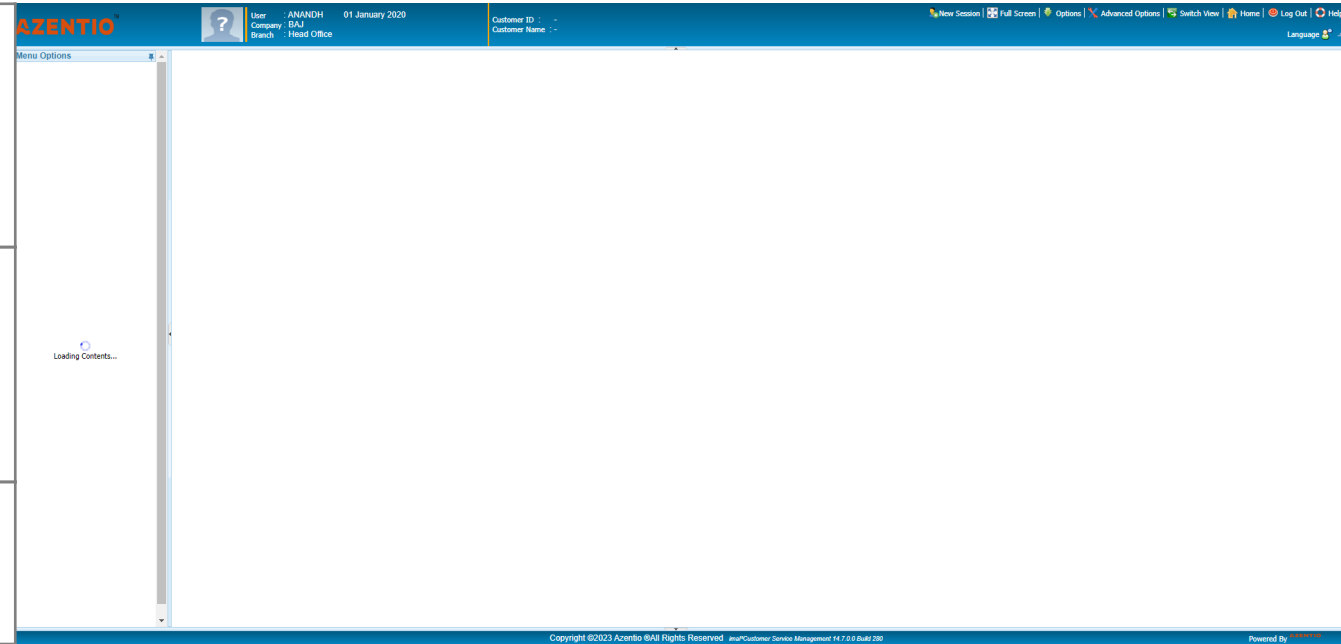 AZENTIO™
User : ANANDH 01 January 2020
Company : BAJ
Branch : Head Office
Customer ID : -
Customer Name : -
New Session | Full Screen | Options | Advanced Options | Switch View | Home | Log Out | Help
Language
Menu Options
Loading Contents...
Copyright ©2023 Azentio ®All Rights Reserved imal®Customer Service Management 14.7.0.0 Build 280
Powered By AZENTIO